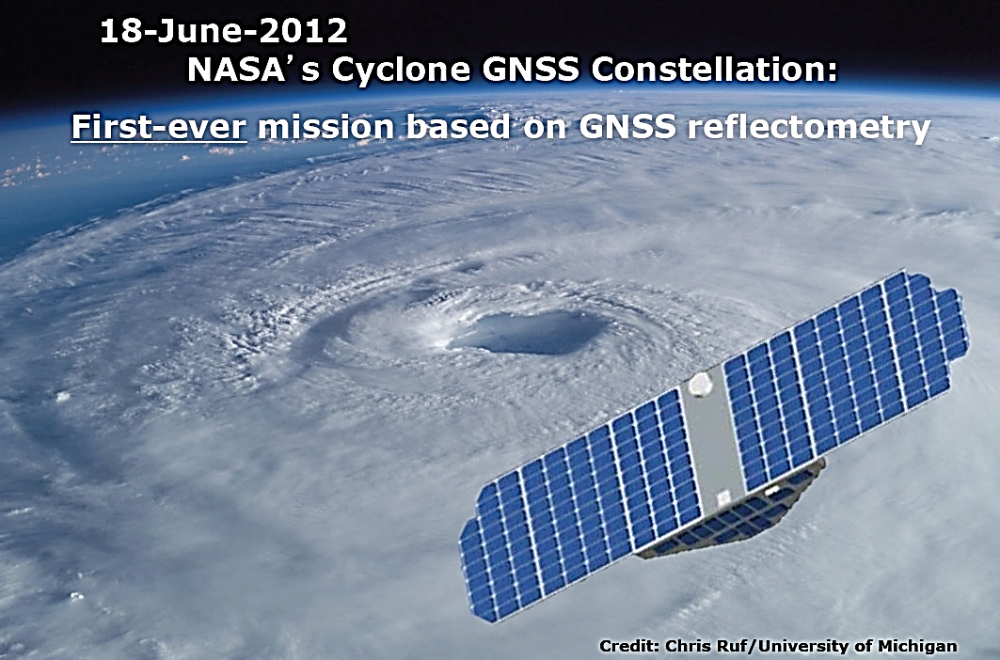 18-June-2012
NASA’s Cyclone GNSS Constellation:
First-ever mission based on GNSS reflectometry
Credit: Chris Ruf/University of Michigan